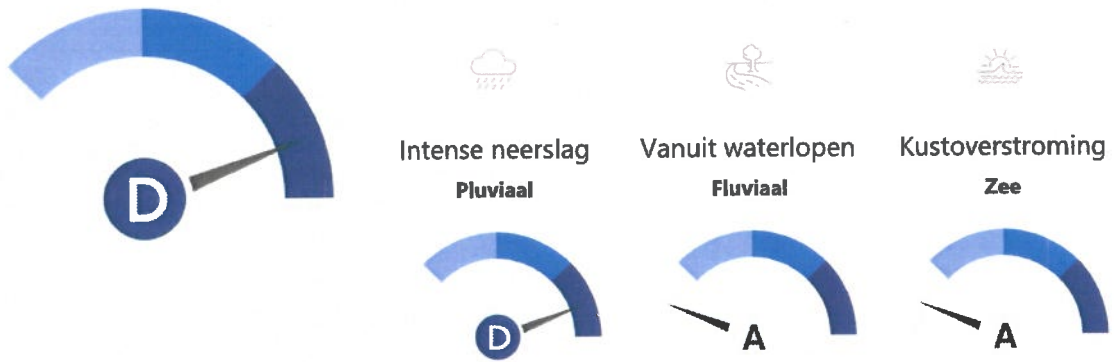 D
Intense neerslag
Pluviaal
D
Vanuit waterlopen
Fluviaal
A
Kustoverstroming
Zee
A